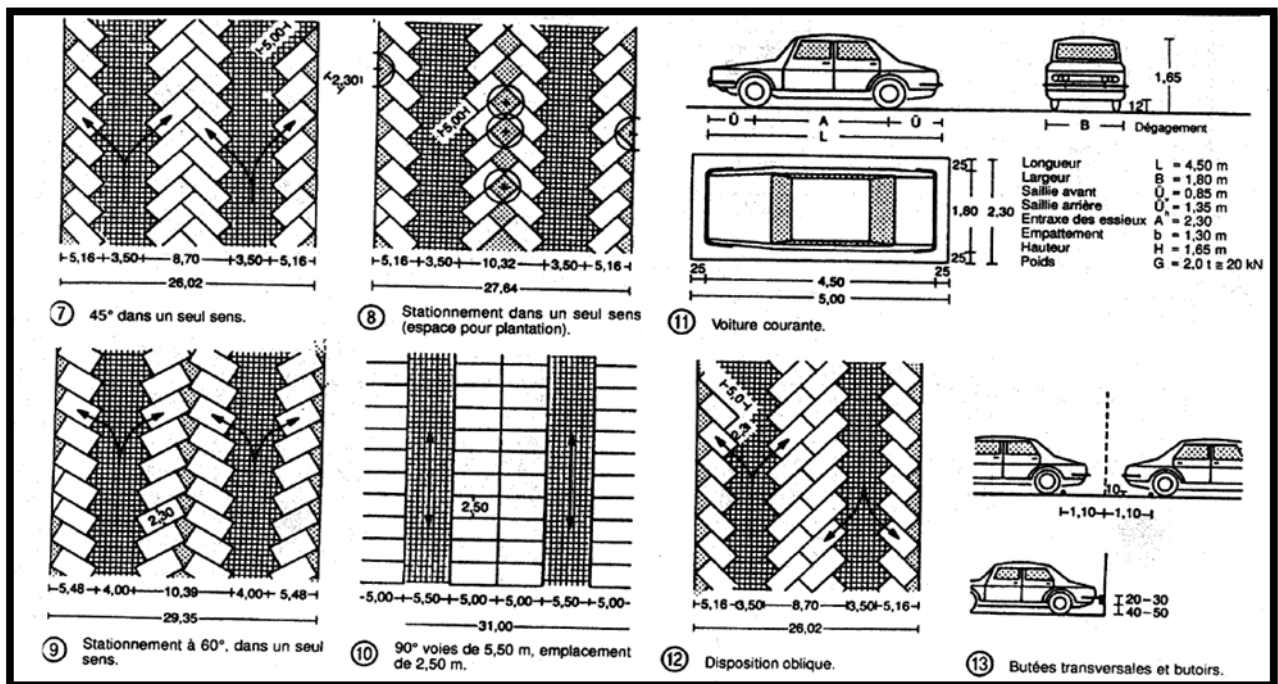 5,00
5,16 3,50 8,70 3,50 5,16
26,02
7 45° dans un seul sens.
2,30
5,00
5,16 3,50 10,32 3,50 5,16
27,64
8 Stationnement dans un seul sens
(espace pour plantation).
1,65
12
Ü A Ü B Dégagement
L
25
1,80 2,30
25
25 4,50 25
5,00
Longueur L = 4,50 m
Largeur B = 1,80 m
Saillie avant Üv = 0,85 m
Saillie arrière Üh = 1,35 m
Entraxe des essieux A = 2,30
Empattement b = 1,30 m
Hauteur H = 1,65 m
Poids G = 2,0 t ≅ 20 kN
11 Voiture courante.
2,30
5,48 4,00 10,39 4,00 5,48
29,35
9 Stationnement à 60°, dans un seul
sens.
2,50
5,00 5,50 5,00 5,00 5,50 5,00
31,00
10 90° voies de 5,50 m, emplacement
de 2,50 m.
5,0
2,3
5,16 3,50 8,70 3,50 5,16
26,02
12 Disposition oblique.
10
1,10 1,10
20–30
40–50
13 Butées transversales et butoirs.